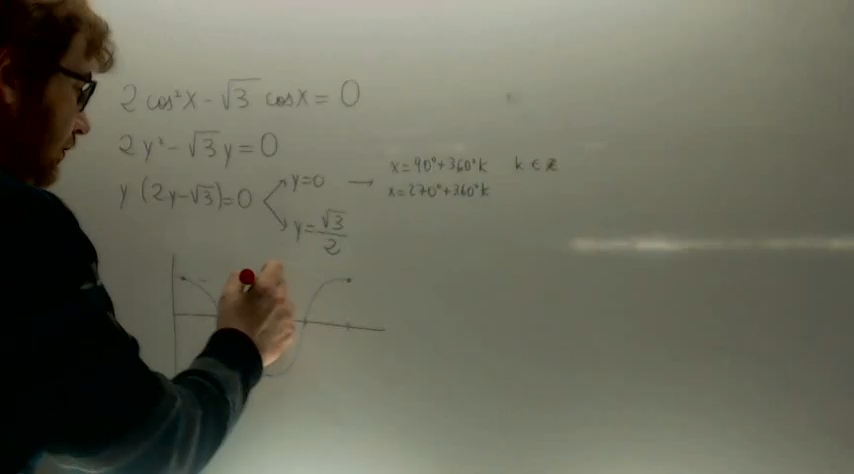 2 cos²x - √3 cosx = 0
2y² - √3 y = 0
y (2y-√3)=0
y=0 → x=90°+360°k k ∈ ℤ
x=270°+360°k
y=√3/2